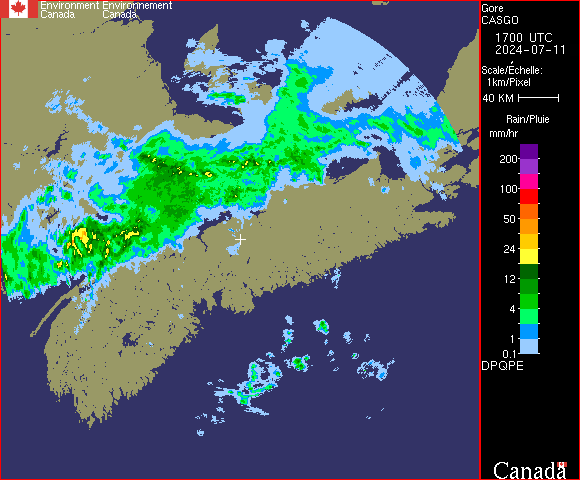 Environment Environnement
Canada Canada
Gore
CASGO
1700 UTC
2024-07-11
Scale/Échelle:
1km/Pixel
40 KM
Rain/Pluie
mm/hr
200
100
50
24
12
4
1
0.1
DPQPE
Canada